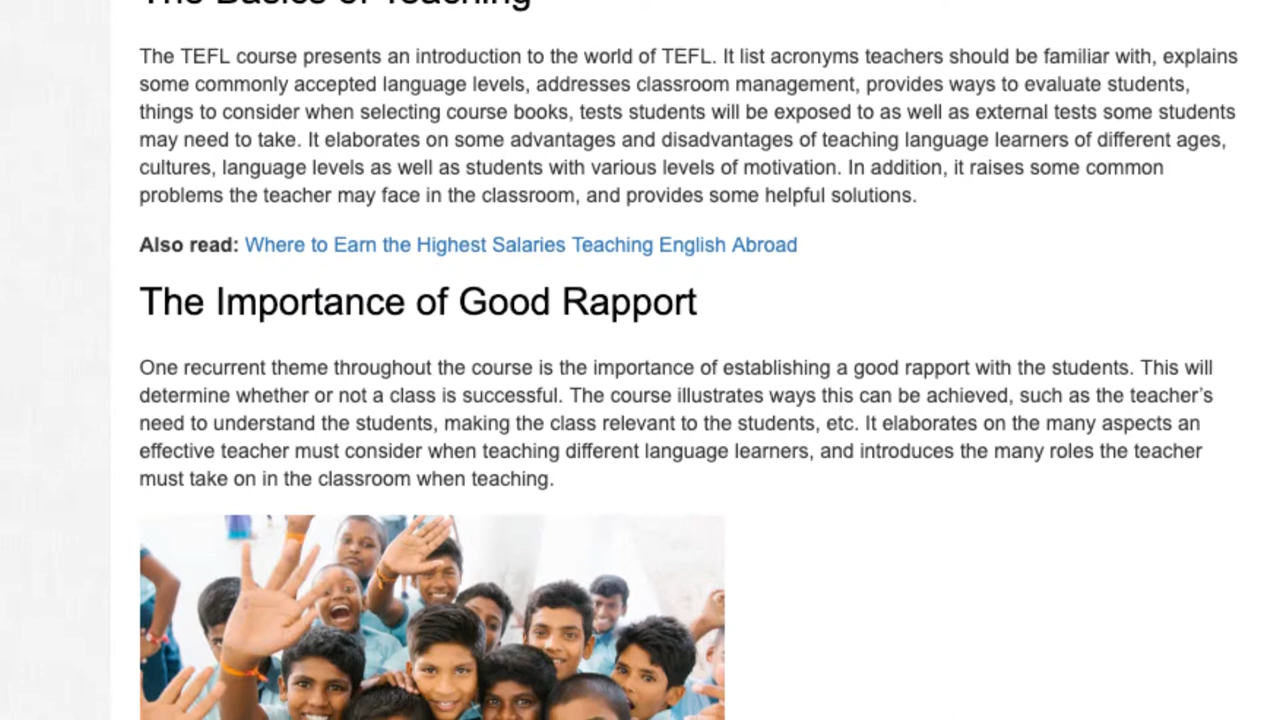 The Basics of Teaching
The TEFL course presents an introduction to the world of TEFL. It list acronyms teachers should be familiar with, explains
some commonly accepted language levels, addresses classroom management, provides ways to evaluate students,
things to consider when selecting course books, tests students will be exposed to as well as external tests some students
may need to take. It elaborates on some advantages and disadvantages of teaching language learners of different ages,
cultures, language levels as well as students with various levels of motivation. In addition, it raises some common
problems the teacher may face in the classroom, and provides some helpful solutions.
Also read: Where to Earn the Highest Salaries Teaching English Abroad
The Importance of Good Rapport
One recurrent theme throughout the course is the importance of establishing a good rapport with the students. This will
determine whether or not a class is successful. The course illustrates ways this can be achieved, such as the teacher’s
need to understand the students, making the class relevant to the students, etc. It elaborates on the many aspects an
effective teacher must consider when teaching different language learners, and introduces the many roles the teacher
must take on in the classroom when teaching.